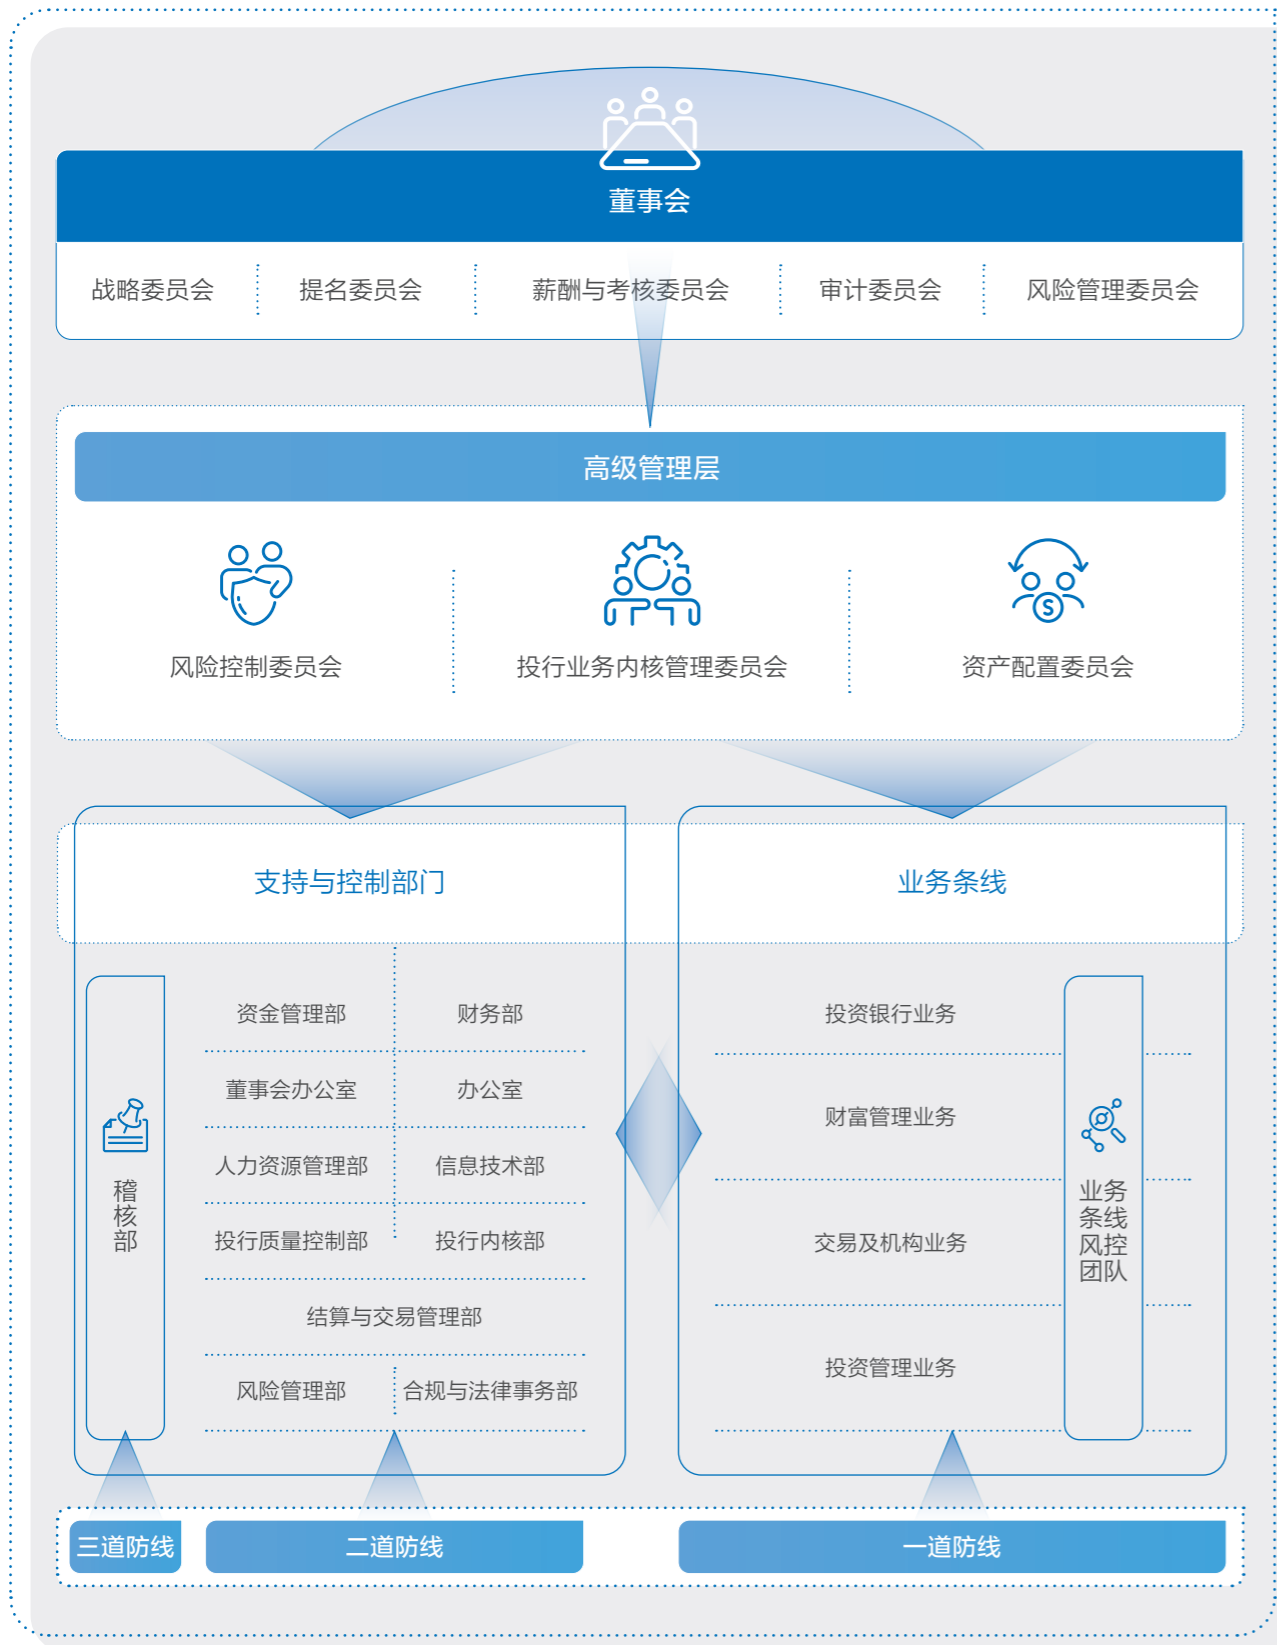 董事会
战略委员会
提名委员会
薪酬与考核委员会
审计委员会
风险管理委员会
高级管理层
风险控制委员会
投行业务内核管理委员会
资产配置委员会
支持与控制部门
业务条线
稽核部
资金管理部
财务部
董事会办公室
办公室
人力资源管理部
信息技术部
投行质量控制部
投行内核部
结算与交易管理部
风险管理部
合规与法律事务部
投资银行业务
财富管理业务
交易及机构业务
投资管理业务
业务
条线
风控
团队
三道防线
二道防线
一道防线